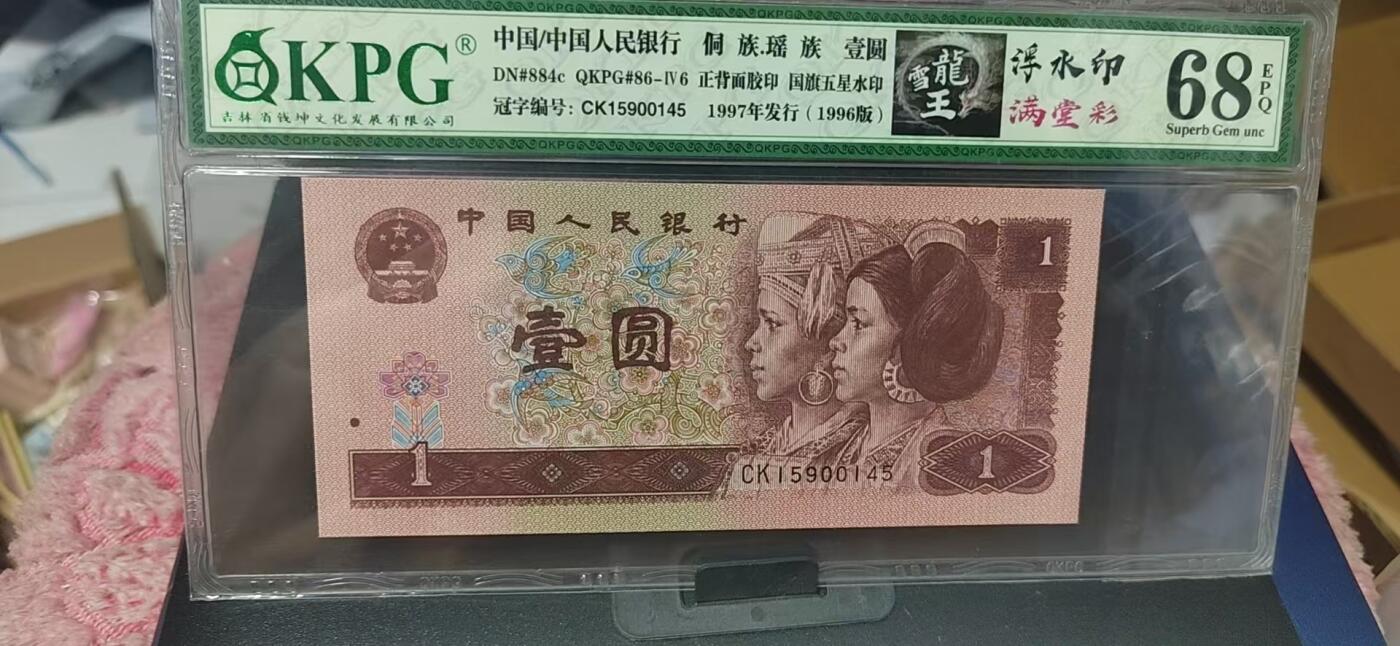 QKPG®
吉林省钱坤文化发展有限公司
中国/中国人民银行 侗 族.瑶 族 壹圆
DN#884c QKPG#86-Ⅳ6 正背面胶印 国旗五星水印
冠字编号: CK15900145 1997年发行 (1996版)
雪龍王
浮水印
满堂彩
68
EPQ
Superb Gem unc
中国人民银行
1
壹圆
1
CK15900145
1